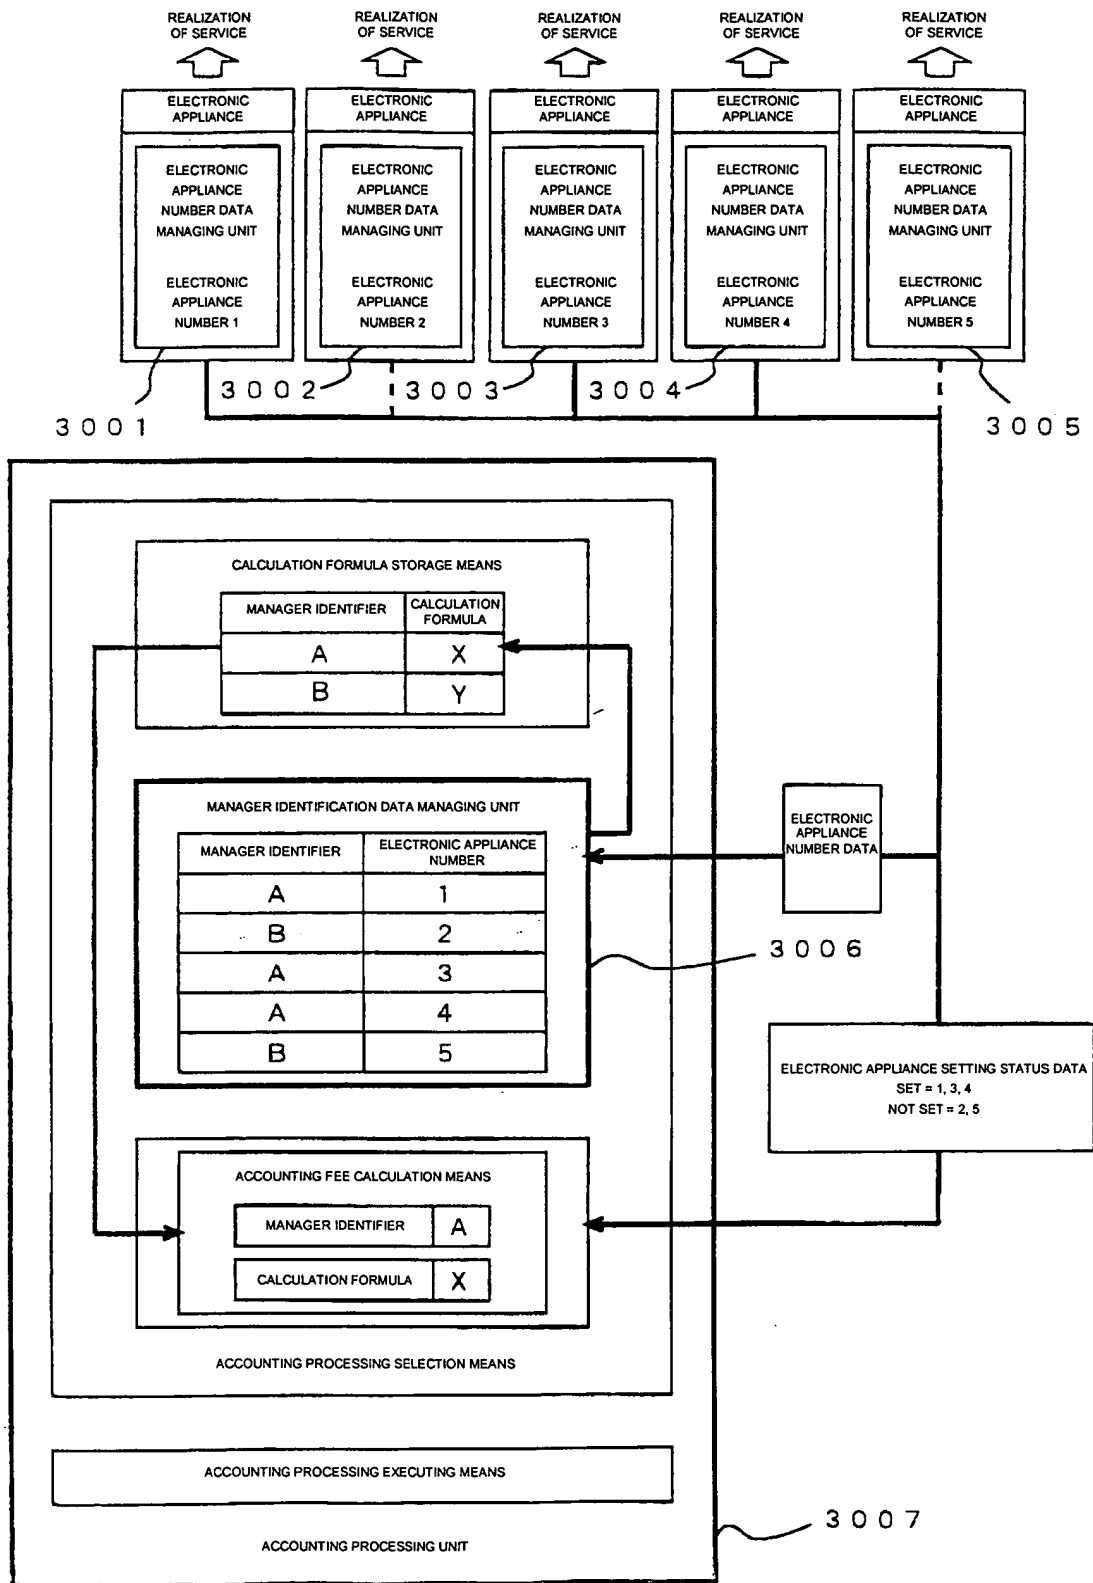 REALIZATION
OF SERVICE
REALIZATION
OF SERVICE
REALIZATION
OF SERVICE
REALIZATION
OF SERVICE
REALIZATION
OF SERVICE
ELECTRONIC
APPLIANCE
ELECTRONIC
APPLIANCE
NUMBER DATA
MANAGING UNIT
ELECTRONIC
APPLIANCE
NUMBER 1
ELECTRONIC
APPLIANCE
ELECTRONIC
APPLIANCE
NUMBER DATA
MANAGING UNIT
ELECTRONIC
APPLIANCE
NUMBER 2
ELECTRONIC
APPLIANCE
ELECTRONIC
APPLIANCE
NUMBER DATA
MANAGING UNIT
ELECTRONIC
APPLIANCE
NUMBER 3
ELECTRONIC
APPLIANCE
ELECTRONIC
APPLIANCE
NUMBER DATA
MANAGING UNIT
ELECTRONIC
APPLIANCE
NUMBER 4
ELECTRONIC
APPLIANCE
ELECTRONIC
APPLIANCE
NUMBER DATA
MANAGING UNIT
ELECTRONIC
APPLIANCE
NUMBER 5
3001
3002
3003
3004
3005
CALCULATION FORMULA STORAGE MEANS
MANAGER IDENTIFIER
CALCULATION
FORMULA
A X
B Y
MANAGER IDENTIFICATION DATA MANAGING UNIT
MANAGER IDENTIFIER
ELECTRONIC APPLIANCE
NUMBER
A 1
B 2
A 3
A 4
B 5
ELECTRONIC
APPLIANCE
NUMBER DATA
3006
ELECTRONIC APPLIANCE SETTING STATUS DATA
SET = 1, 3, 4
NOT SET = 2, 5
ACCOUNTING FEE CALCULATION MEANS
MANAGER IDENTIFIER A
CALCULATION FORMULA X
ACCOUNTING PROCESSING SELECTION MEANS
ACCOUNTING PROCESSING EXECUTING MEANS
ACCOUNTING PROCESSING UNIT
3007